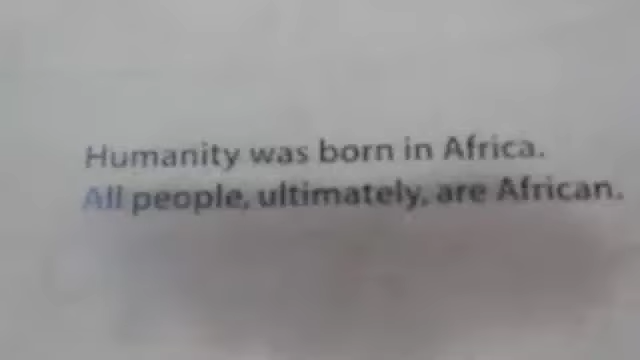 Humanity was born in Africa.
All people, ultimately, are African.